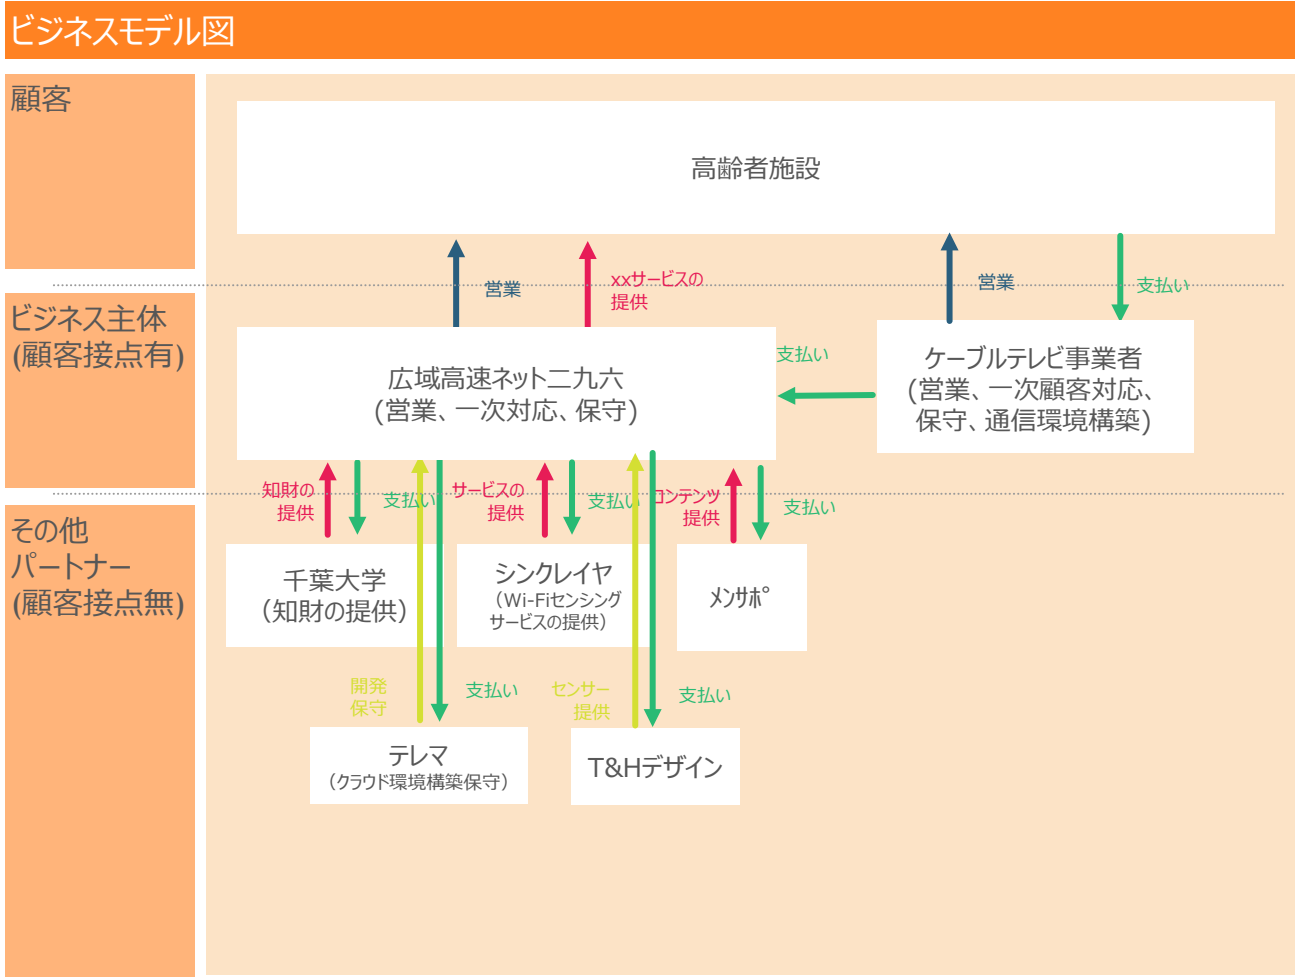 ビジネスモデル図
顧客
高齢者施設
営業
xxサービスの
提供
営業
支払い
ビジネス主体
(顧客接点有)
広域高速ネット二九六
(営業、一次対応、保守)
支払い
ケーブルテレビ事業者
(営業、一次顧客対応、
保守、通信環境構築)
知財の
提供
支払い
サービスの
提供
支払い
コンテンツ
提供
支払い
その他
パートナー
(顧客接点無)
千葉大学
（知財の提供）
シンクレイヤ
（Wi-Fiセンシング
サービスの提供）
メンサポ
開発
保守
支払い
センサー
提供
支払い
テレマ
（クラウド環境構築保守）
T&Hデザイン